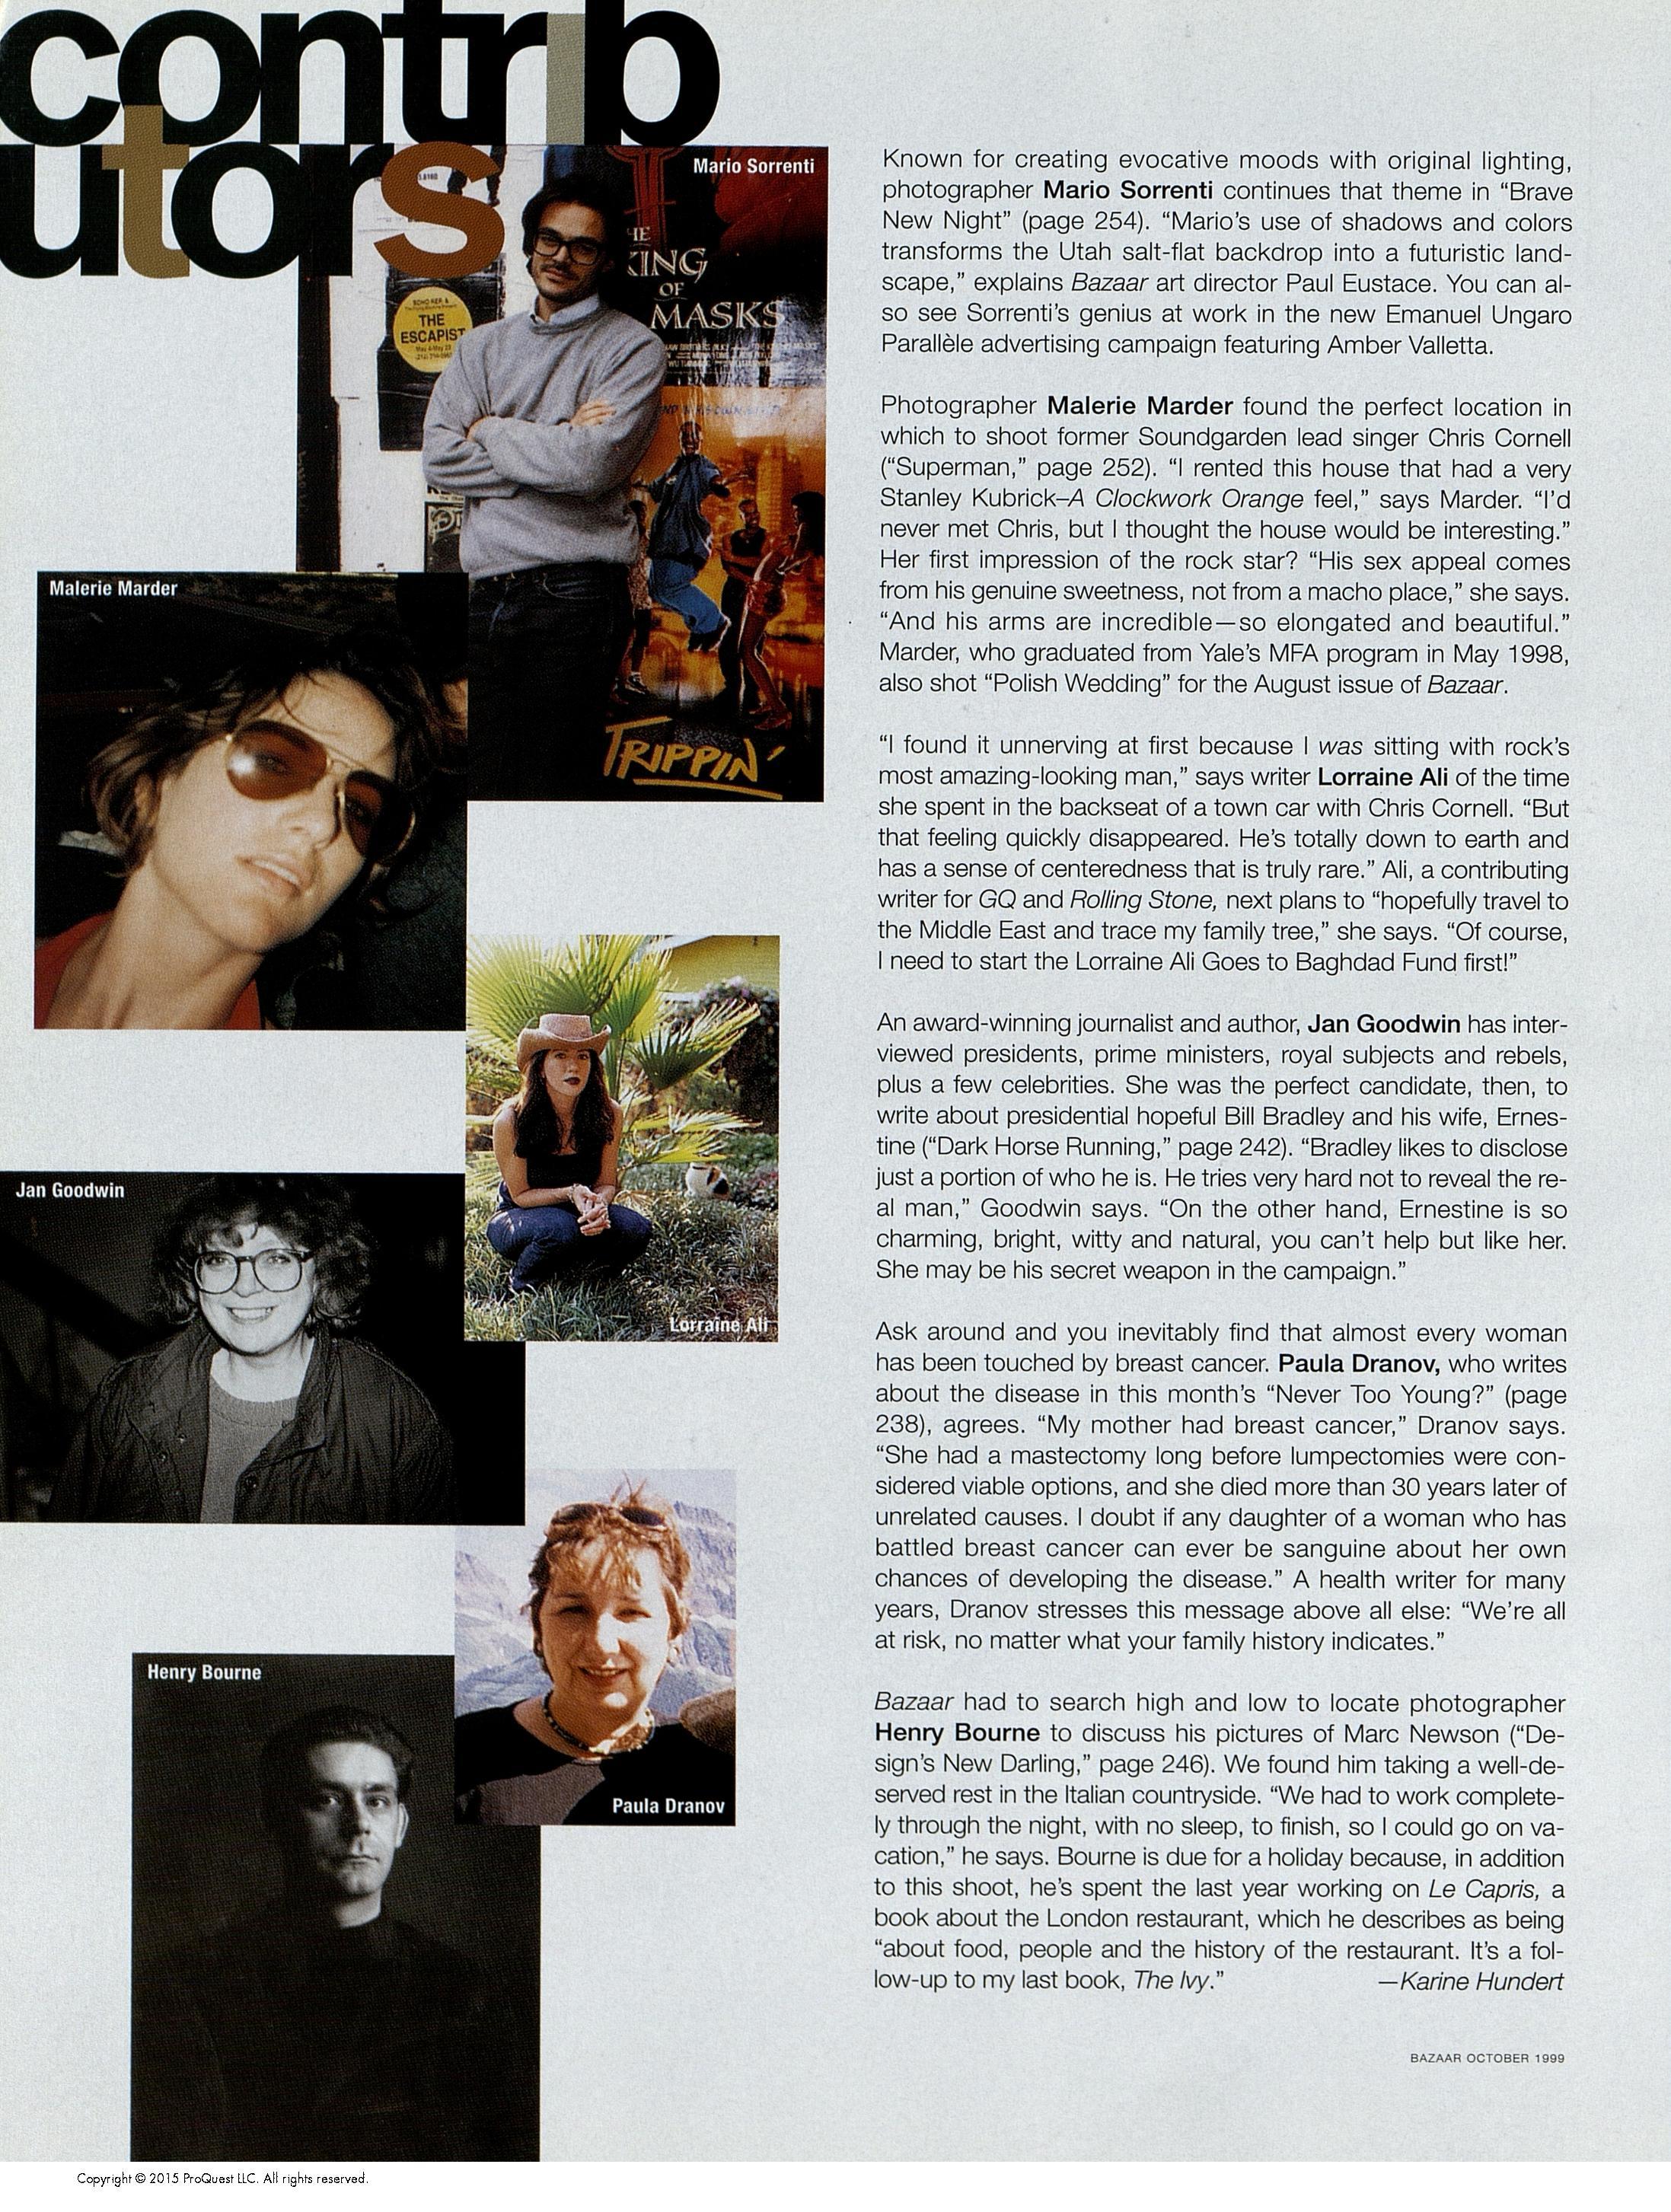 contrib
utors
Mario Sorrenti
THE
ESCAPIST
KING
OF
MASKS
TRIPPIN'
Malerie Marder
Lorraine Ali
Jan Goodwin
Paula Dranov
Henry Bourne
Known for creating evocative moods with original lighting,
photographer Mario Sorrenti continues that theme in “Brave
New Night” (page 254). “Mario’s use of shadows and colors
transforms the Utah salt-flat backdrop into a futuristic land-
scape,” explains Bazaar art director Paul Eustace. You can al-
so see Sorrenti’s genius at work in the new Emanuel Ungaro
Parallèle advertising campaign featuring Amber Valletta.
Photographer Malerie Marder found the perfect location in
which to shoot former Soundgarden lead singer Chris Cornell
(“Superman,” page 252). “I rented this house that had a very
Stanley Kubrick–A Clockwork Orange feel,” says Marder. “I’d
never met Chris, but I thought the house would be interesting.”
Her first impression of the rock star? “His sex appeal comes
from his genuine sweetness, not from a macho place,” she says.
“And his arms are incredible—so elongated and beautiful.”
Marder, who graduated from Yale’s MFA program in May 1998,
also shot “Polish Wedding” for the August issue of Bazaar.
“I found it unnerving at first because I was sitting with rock’s
most amazing-looking man,” says writer Lorraine Ali of the time
she spent in the backseat of a town car with Chris Cornell. “But
that feeling quickly disappeared. He’s totally down to earth and
has a sense of centeredness that is truly rare.” Ali, a contributing
writer for GQ and Rolling Stone, next plans to “hopefully travel to
the Middle East and trace my family tree,” she says. “Of course,
I need to start the Lorraine Ali Goes to Baghdad Fund first!”
An award-winning journalist and author, Jan Goodwin has inter-
viewed presidents, prime ministers, royal subjects and rebels,
plus a few celebrities. She was the perfect candidate, then, to
write about presidential hopeful Bill Bradley and his wife, Ernes-
tine (“Dark Horse Running,” page 242). “Bradley likes to disclose
just a portion of who he is. He tries very hard not to reveal the re-
al man,” Goodwin says. “On the other hand, Ernestine is so
charming, bright, witty and natural, you can’t help but like her.
She may be his secret weapon in the campaign.”
Ask around and you inevitably find that almost every woman
has been touched by breast cancer. Paula Dranov, who writes
about the disease in this month’s “Never Too Young?” (page
238), agrees. “My mother had breast cancer,” Dranov says.
“She had a mastectomy long before lumpectomies were con-
sidered viable options, and she died more than 30 years later of
unrelated causes. I doubt if any daughter of a woman who has
battled breast cancer can ever be sanguine about her own
chances of developing the disease.” A health writer for many
years, Dranov stresses this message above all else: “We’re all
at risk, no matter what your family history indicates.”
Bazaar had to search high and low to locate photographer
Henry Bourne to discuss his pictures of Marc Newson (“De-
sign’s New Darling,” page 246). We found him taking a well-de-
served rest in the Italian countryside. “We had to work complete-
ly through the night, with no sleep, to finish, so I could go on va-
cation,” he says. Bourne is due for a holiday because, in addition
to this shoot, he’s spent the last year working on Le Capris, a
book about the London restaurant, which he describes as being
“about food, people and the history of the restaurant. It’s a fol-
low-up to my last book, The Ivy.” —Karine Hundert
BAZAAR OCTOBER 1999
Copyright © 2015 ProQuest LLC. All rights reserved.